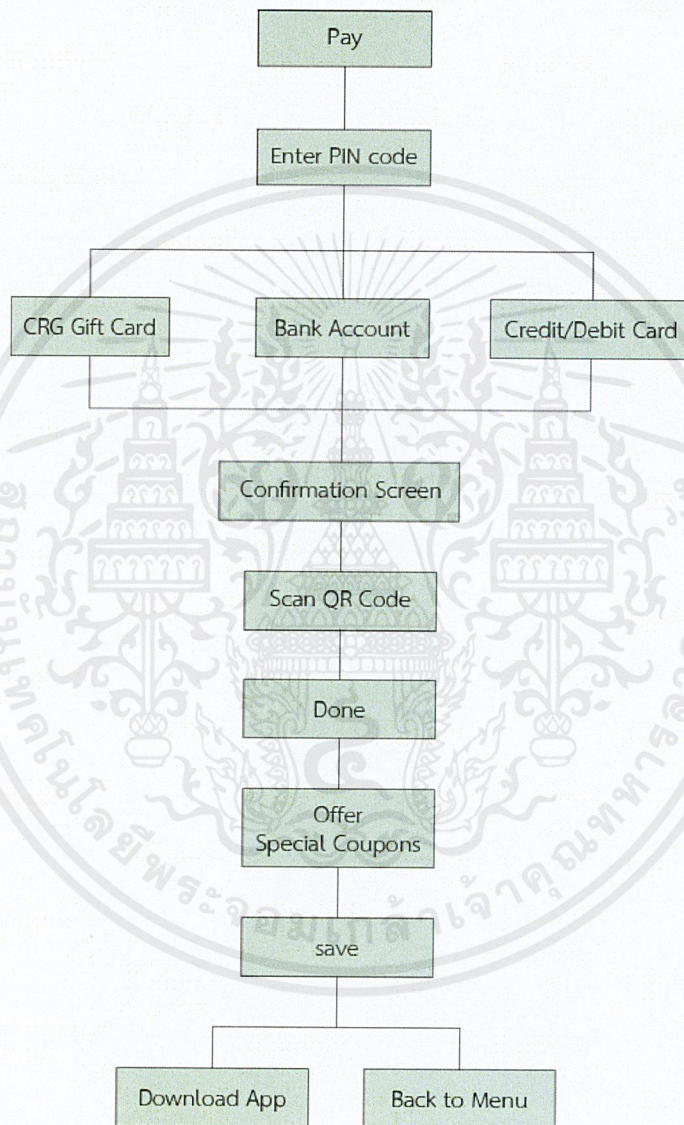 Pay
Enter PIN code
CRG Gift Card
Bank Account
Credit/Debit Card
Confirmation Screen
Scan QR Code
Done
Offer
Special Coupons
save
Download App
Back to Menu